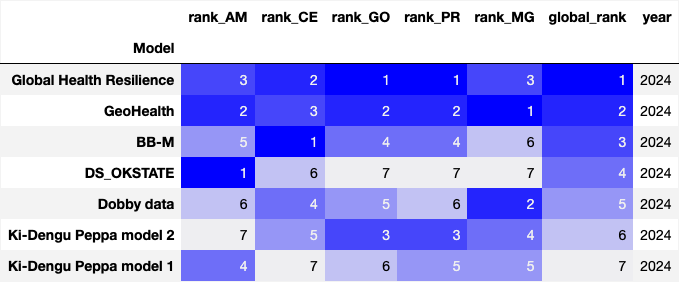 rank_AM rank_CE rank_GO rank_PR rank_MG global_rank year
Model
Global Health Resilience 3 2 1 1 3 1 2024
GeoHealth 2 3 2 2 1 2 2024
BB-M 5 1 4 4 6 3 2024
DS_OKSTATE 1 6 7 7 7 4 2024
Dobby data 6 4 5 6 2 5 2024
Ki-Dengu Peppa model 2 7 5 3 3 4 6 2024
Ki-Dengu Peppa model 1 4 7 6 5 5 7 2024